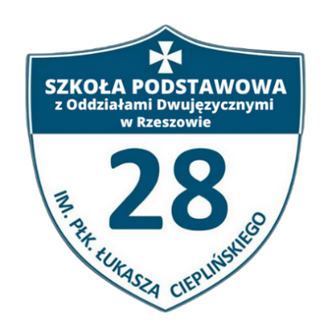 SZKOŁA PODSTAWOWA
z Oddziałami Dwujęzycznymi
w Rzeszowie
28
IM. PŁK. ŁUKASZA CIEPLIŃSKIEGO